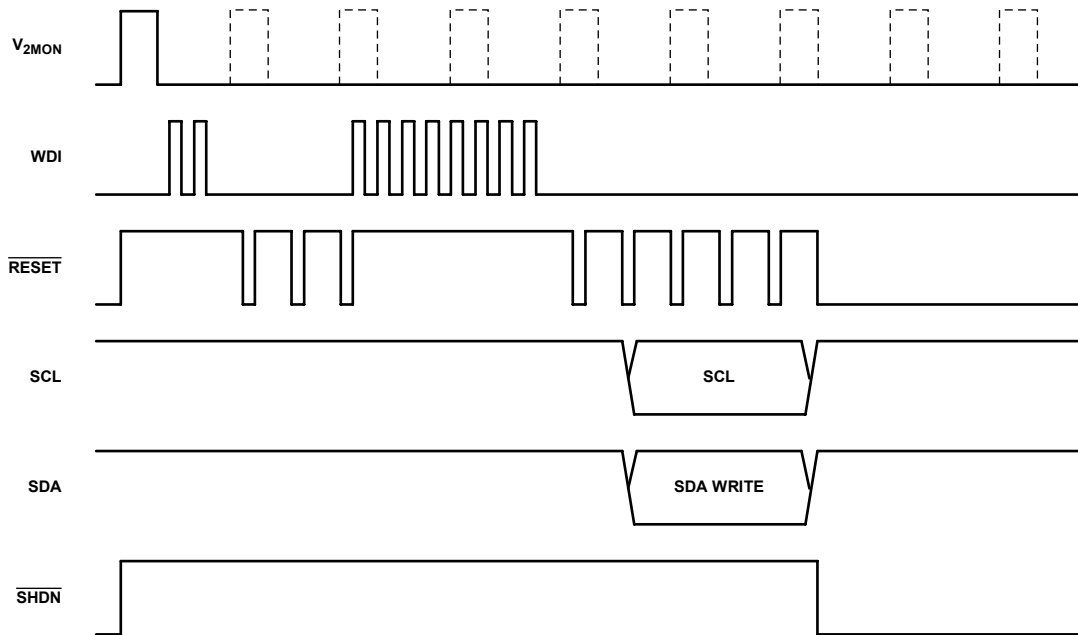 V2MON
WDI
RESET
SCL
SCL
SDA
SDA WRITE
SHDN